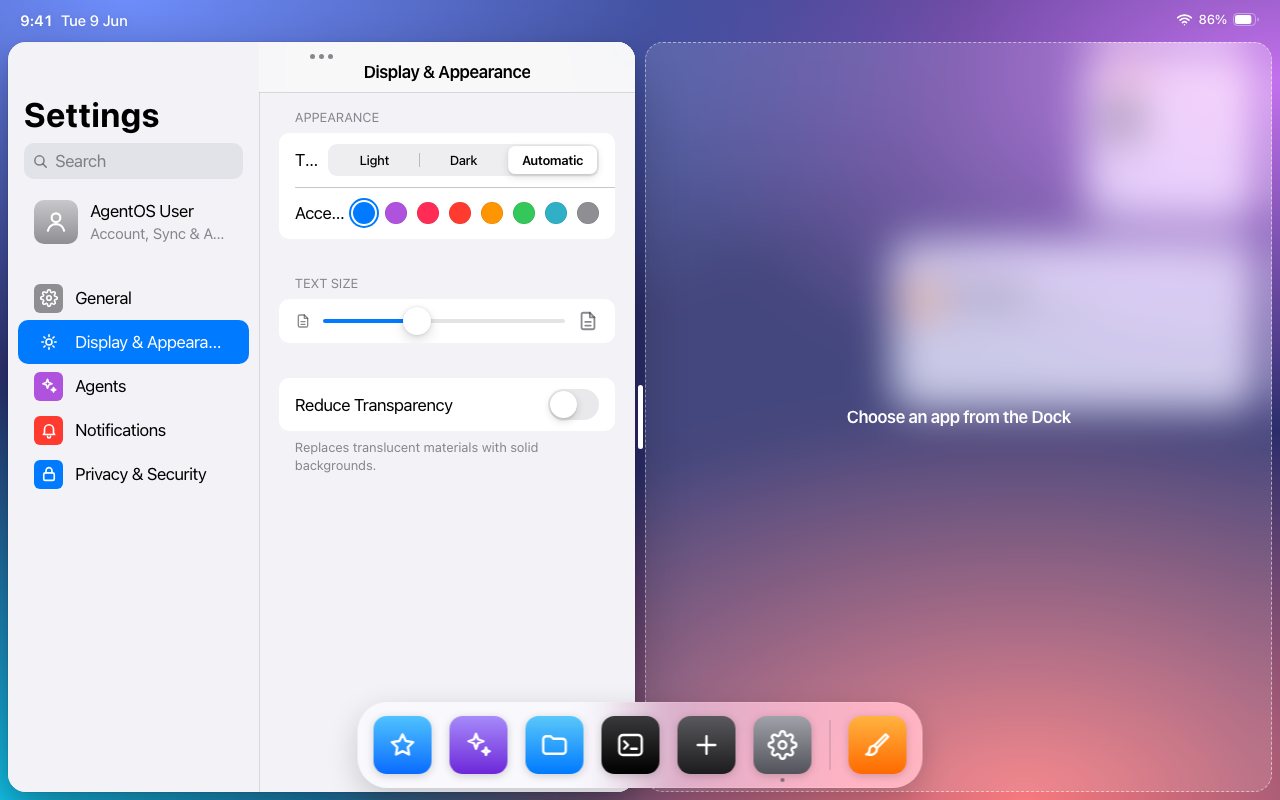 9:41 Tue 9 Jun
86%
Settings
Search
AgentOS User
Account, Sync & A...
General
Display & Appeara...
Agents
Notifications
Privacy & Security
Display & Appearance
APPEARANCE
T...
Light
Dark
Automatic
Acce...
TEXT SIZE
Reduce Transparency
Replaces translucent materials with solid
backgrounds.
Choose an app from the Dock